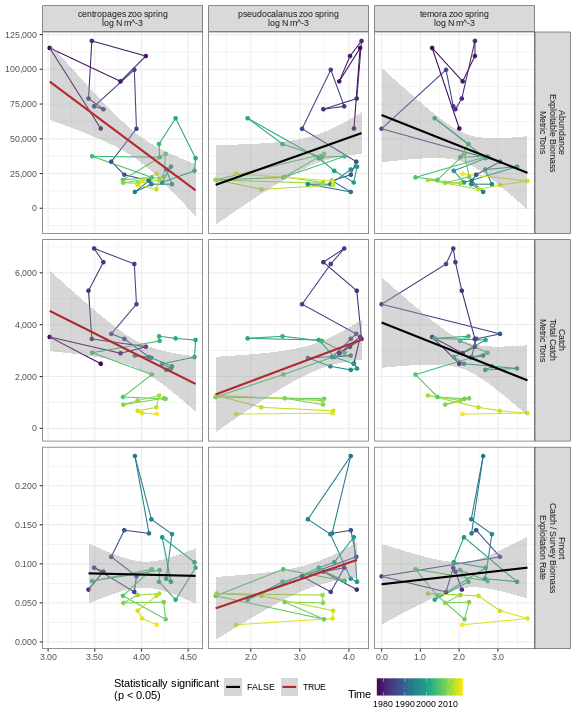 centropages zoo spring
log N m^-3
pseudocalanus zoo spring
log N m^-3
temora zoo spring
log N m^-3
125,000
100,000
75,000
50,000
25,000
0
Abundance
Exploitable Biomass
Metric Tons
6,000
4,000
2,000
0
Catch
Total Catch
Metric Tons
0.200
0.150
0.100
0.050
0.000
Fmort
Catch / Survey Biomass
Exploitation Rate
3.00 3.50 4.00 4.50
2.0 3.0 4.0
0.0 1.0 2.0 3.0
Statistically significant
(p < 0.05)
FALSE
TRUE
Time
1980 1990 2000 2010